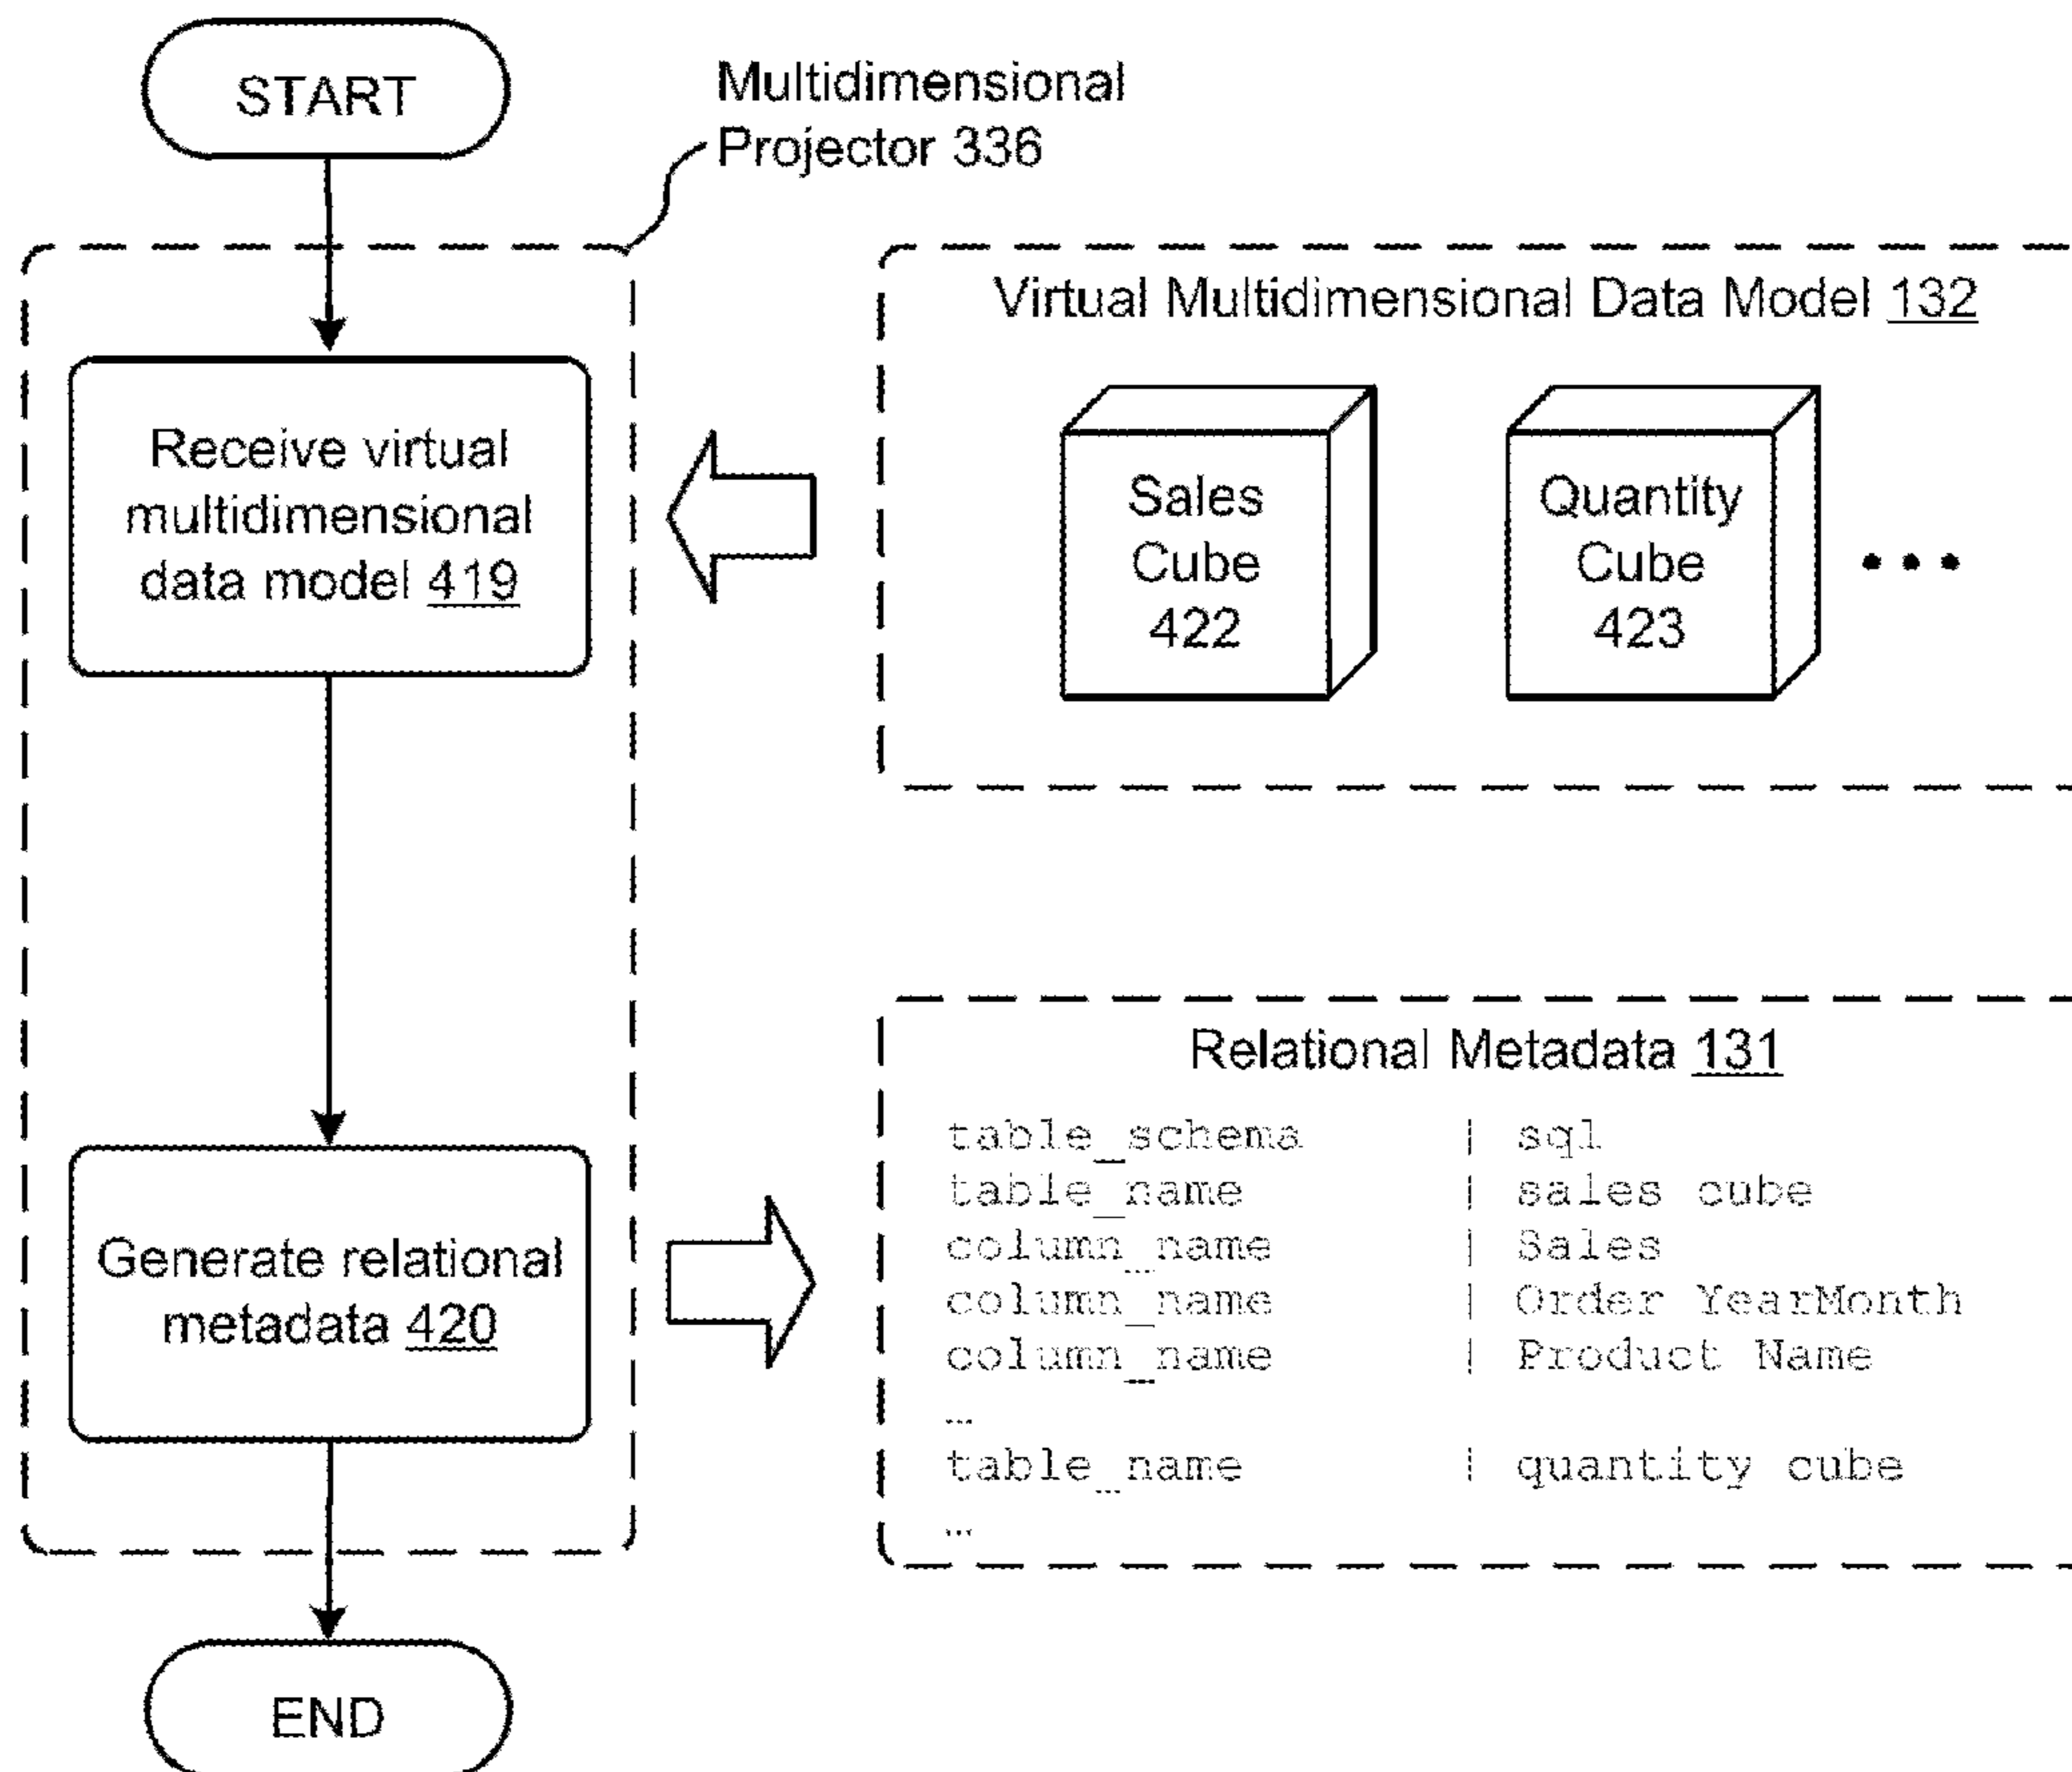 START
Multidimensional
Projector 336
Receive virtual
multidimensional
data model 419
Virtual Multidimensional Data Model 132
Sales
Cube
422
Quantity
Cube
423
...
Generate relational
metadata 420
Relational Metadata 131
table_schema | sql
table_name | sales cube
column_name | Sales
column_name | Order YearMonth
column_name | Product Name
...
table_name | quantity cube
...
END